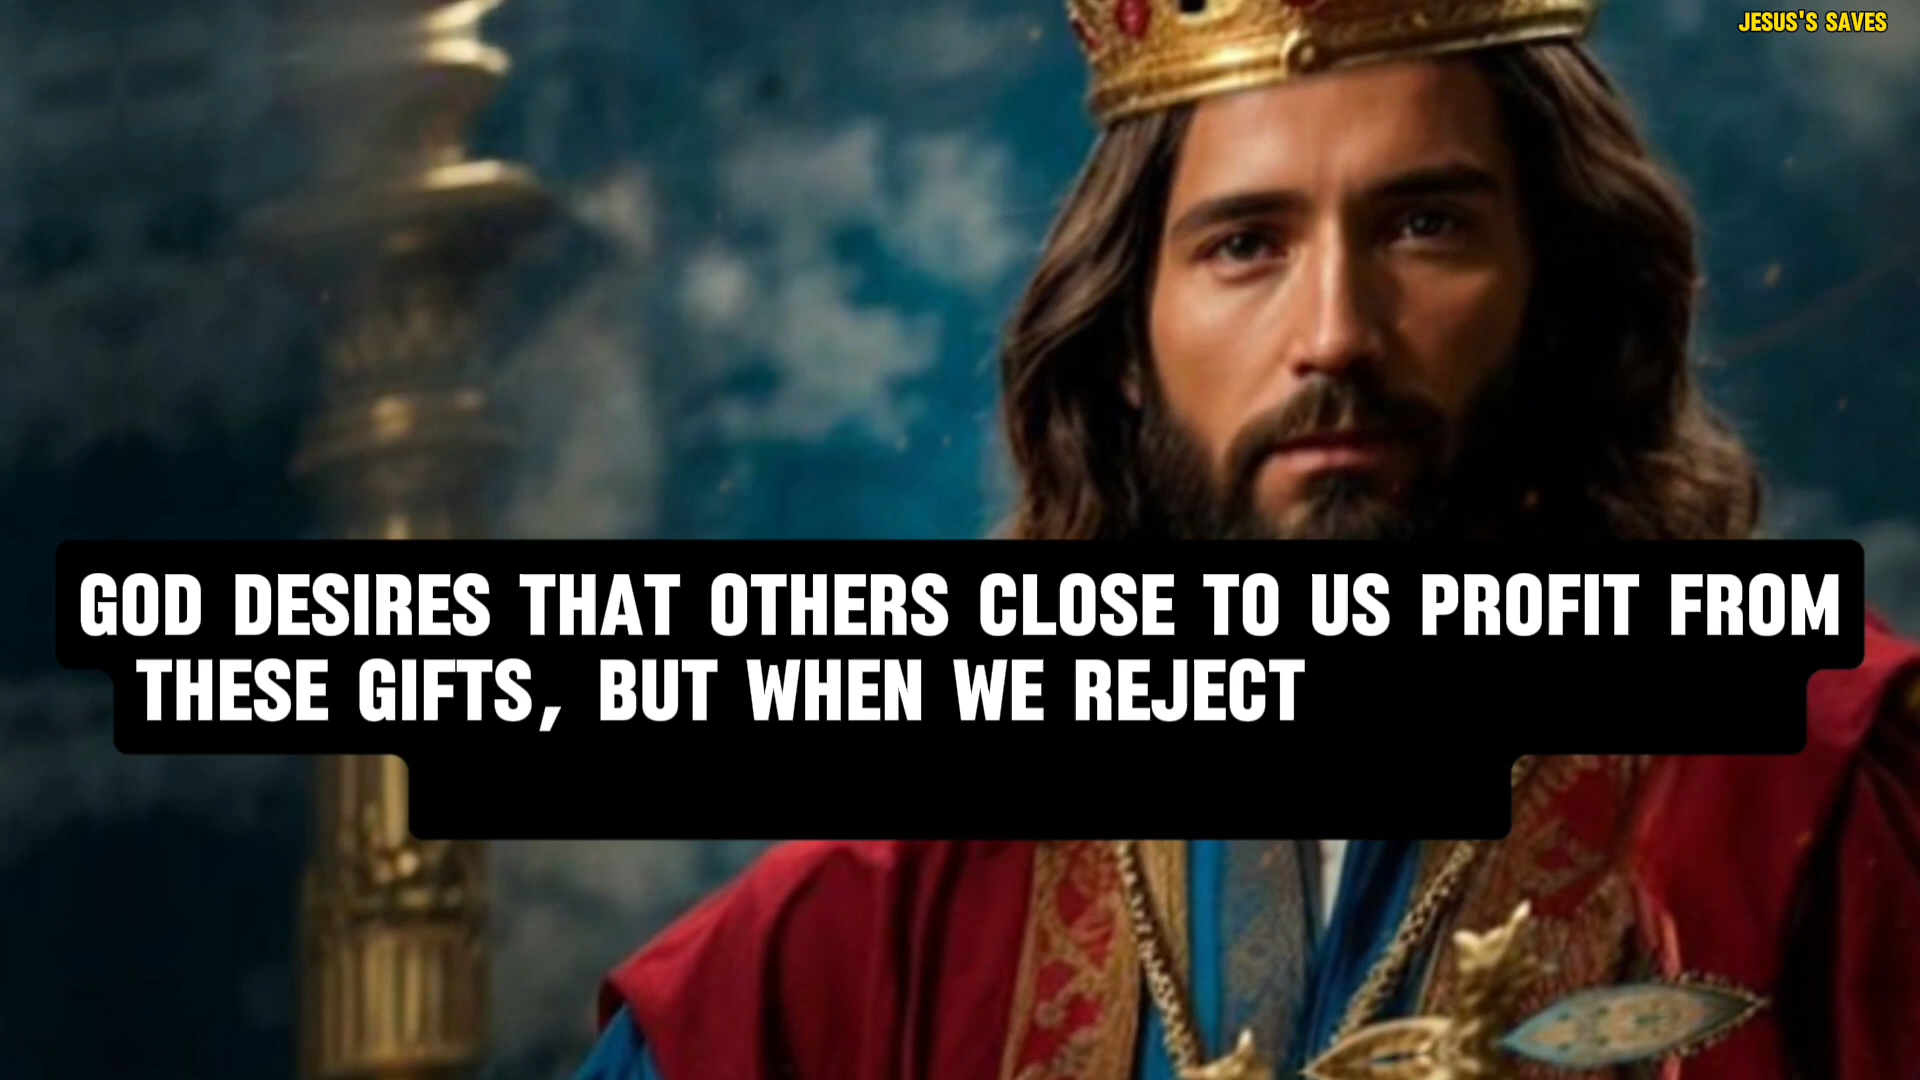 JESUS'S SAVES
GOD DESIRES THAT OTHERS CLOSE TO US PROFIT FROM
THESE GIFTS, BUT WHEN WE REJECT